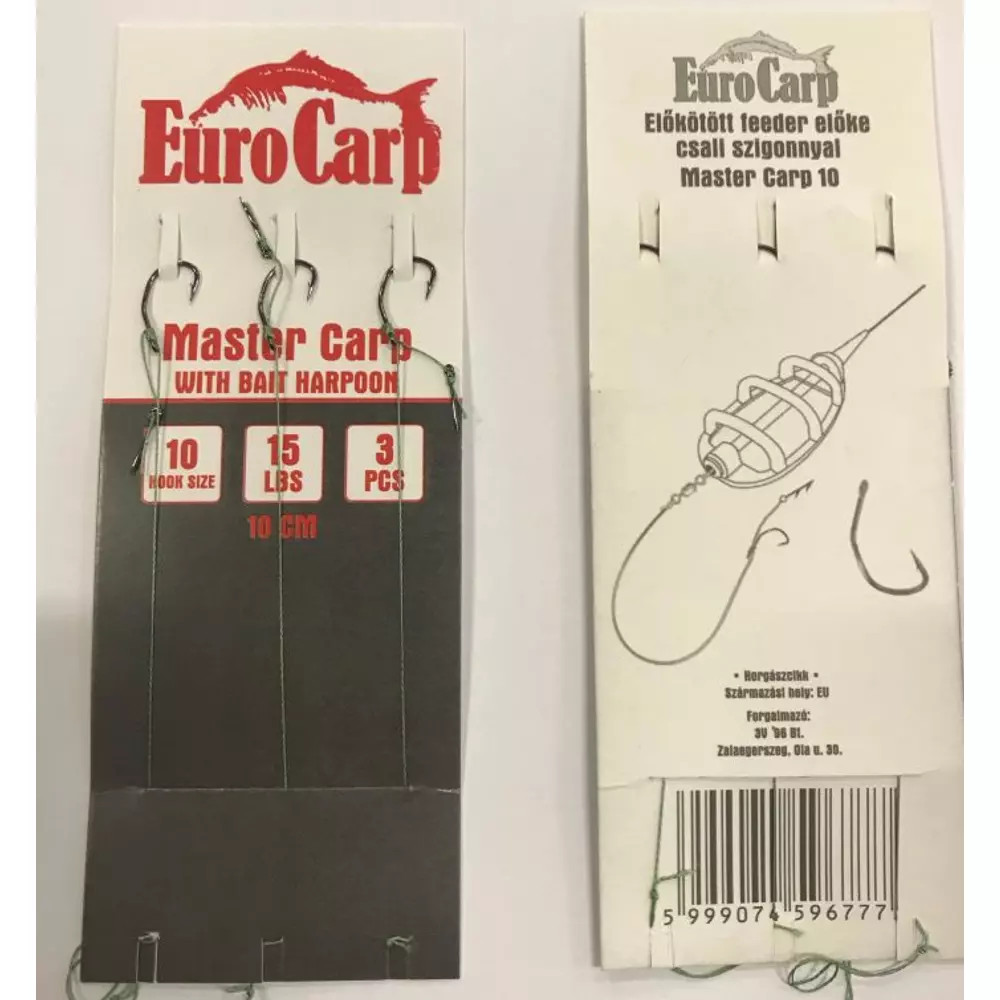 EuroCarp
Master Carp
WITH BAIT HARPOON
10
HOOK SIZE
15
LBS
3
PCS
10 CM
EuroCarp
Előkötött feeder előke
csali szigonnyal
Master Carp 10
• Horgászcikk •
Származási hely: EU
Forgalmazó:
3V '96 Bt.
Zalaegerszeg, Ola u. 30.
5 999074 596777